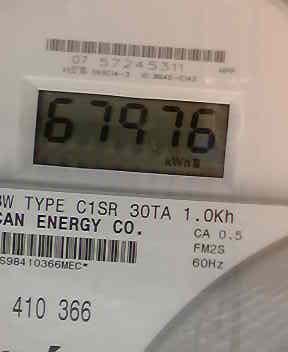 07 57245311
67976
kWh
3W TYPE C1SR 30TA 1.0Kh
CAN ENERGY CO.
CA 0.5
FM2S
60Hz
S98410366MEC*
410 366